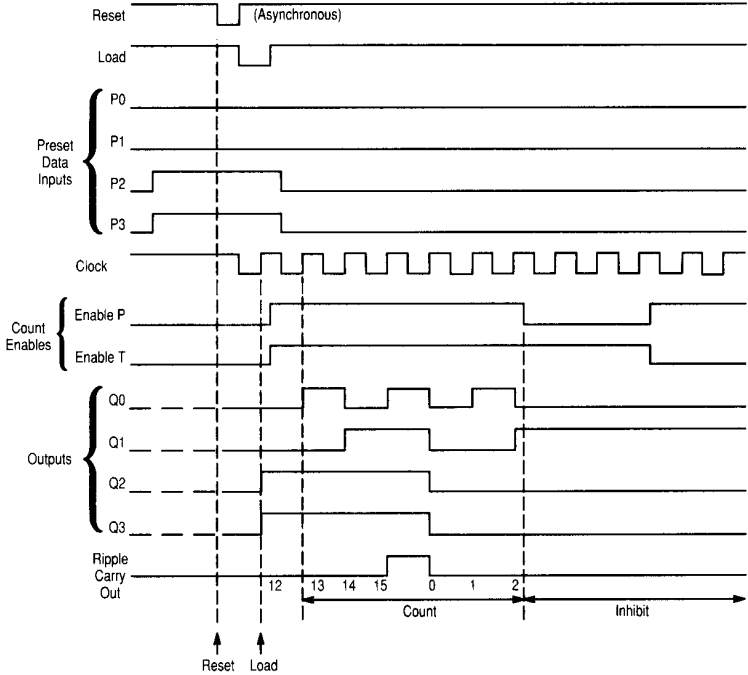 Reset
(Asynchronous)
Load
Preset
Data
Inputs
P0
P1
P2
P3
Clock
Count
Enables
Enable P
Enable T
Outputs
Q0
Q1
Q2
Q3
Ripple
Carry
Out
12 13 14 15 0 1 2
Count
Inhibit
Reset Load